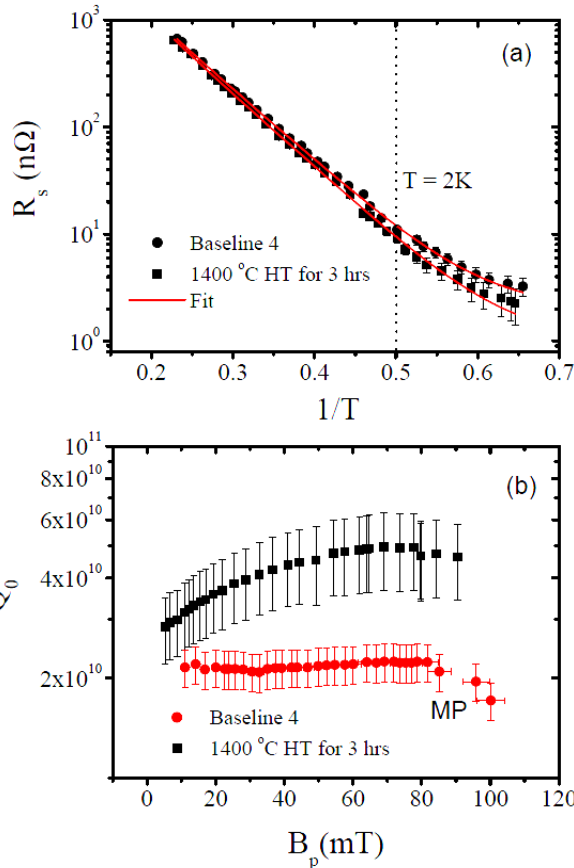 10³
(a)
10²
R_s (nΩ)
T = 2K
10¹
Baseline 4
1400 °C HT for 3 hrs
Fit
10⁰
0.2 0.3 0.4 0.5 0.6 0.7
1/T
10¹¹
8x10¹⁰
(b)
6x10¹⁰
Q₀
4x10¹⁰
2x10¹⁰
MP
Baseline 4
1400 °C HT for 3 hrs
0 20 40 60 80 100 120
B_p(mT)